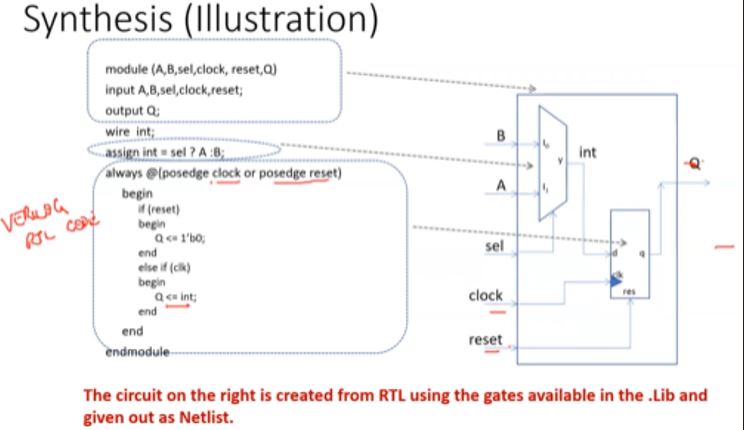 Synthesis (Illustration)
module (A,B,sel,clock, reset,Q)
input A,B,sel,clock,reset;
output Q;
wire int;
assign int = sel ? A :B;
always @(posedge clock or posedge reset)
begin
if (reset)
begin
Q <= 1'b0;
end
else if (clk)
begin
Q <= int;
end
end
endmodule
VERILOG
RTL CODE
B
A
sel
clock
reset
i₀
i₁
y
int
d
q
clk
res
Q
The circuit on the right is created from RTL using the gates available in the .Lib and
given out as Netlist.